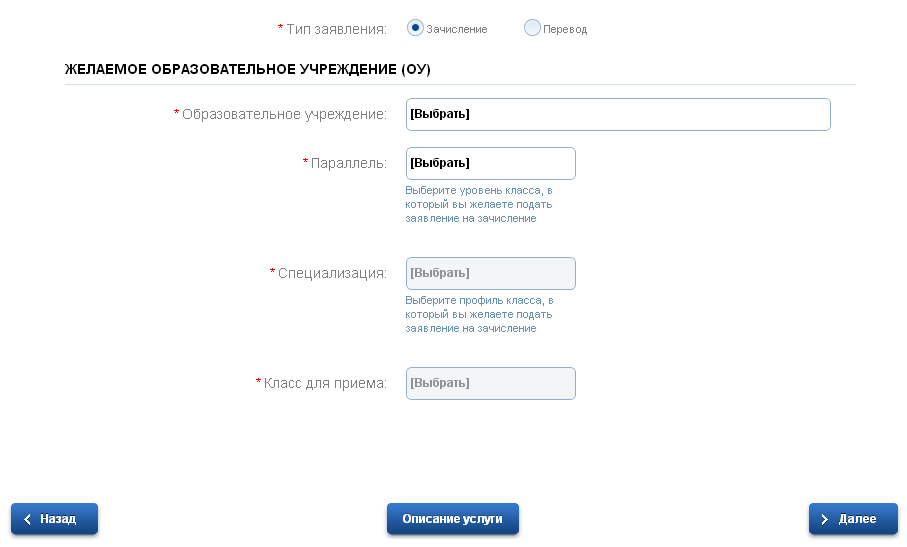 * Тип заявления: Зачисление Перевод
ЖЕЛАЕМОЕ ОБРАЗОВАТЕЛЬНОЕ УЧРЕЖДЕНИЕ (ОУ)
* Образовательное учреждение: [Выбрать]
* Параллель: [Выбрать]
Выберите уровень класса, в
который вы желаете подать
заявление на зачисление
* Специализация: [Выбрать]
Выберите профиль класса, в
который вы желаете подать
заявление на зачисление
* Класс для приема: [Выбрать]
Назад Описание услуги Далее